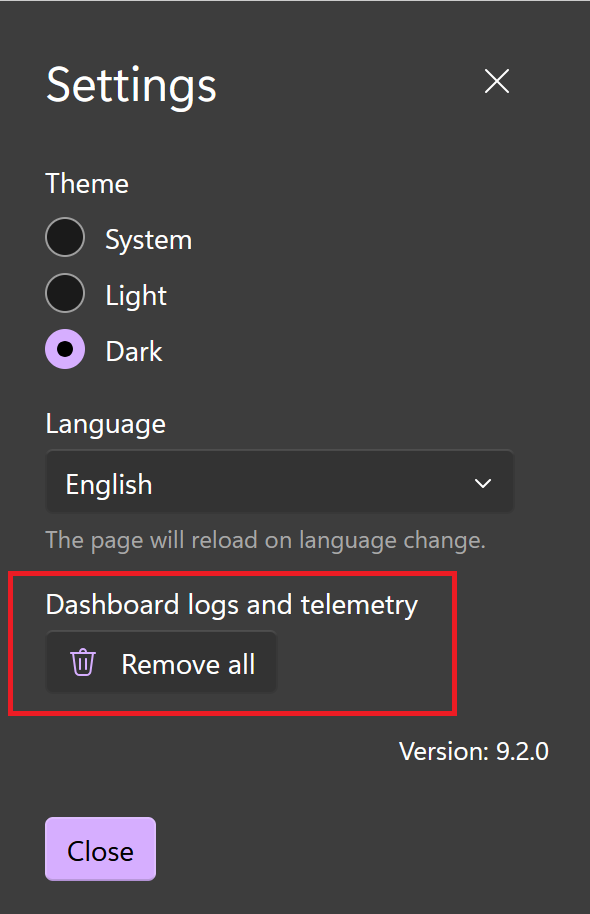 Settings
Theme
System
Light
Dark
Language
English
The page will reload on language change.
Dashboard logs and telemetry
Remove all
Version: 9.2.0
Close